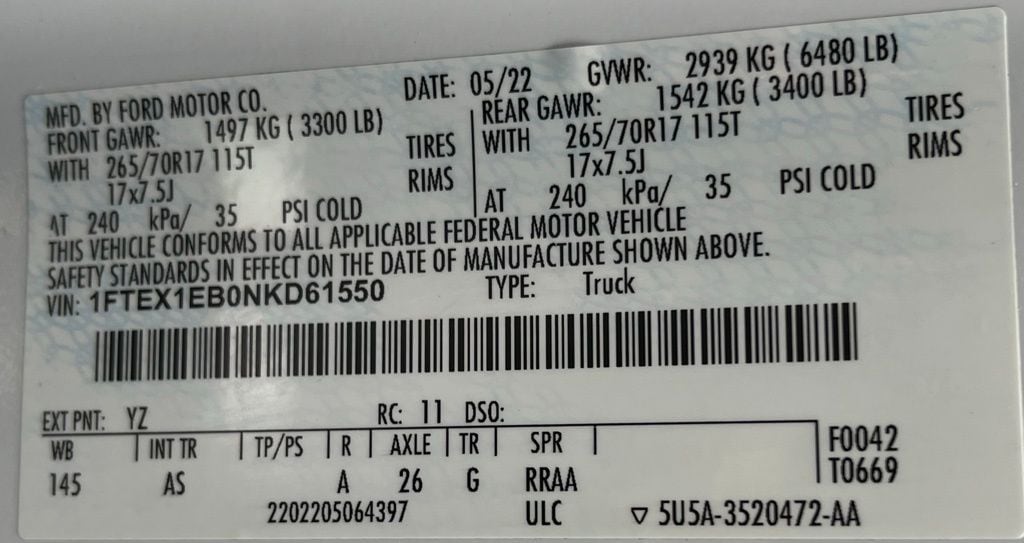 MFD. BY FORD MOTOR CO. DATE: 05/22 GVWR: 2939 KG ( 6480 LB)
FRONT GAWR: 1497 KG ( 3300 LB) REAR GAWR: 1542 KG ( 3400 LB)
WITH 265/70R17 115T TIRES WITH 265/70R17 115T TIRES
17x7.5J RIMS 17x7.5J RIMS
AT 240 kPa/ 35 PSI COLD AT 240 kPa/ 35 PSI COLD
THIS VEHICLE CONFORMS TO ALL APPLICABLE FEDERAL MOTOR VEHICLE
SAFETY STANDARDS IN EFFECT ON THE DATE OF MANUFACTURE SHOWN ABOVE.
VIN: 1FTEX1EB0NKD61550 TYPE: Truck
EXT PNT: YZ RC: 11 DSO:
WB INT TR TP/PS R AXLE TR SPR F0042
145 AS A 26 G RRAA T0669
2202205064397 ULC ▽ 5U5A-3520472-AA